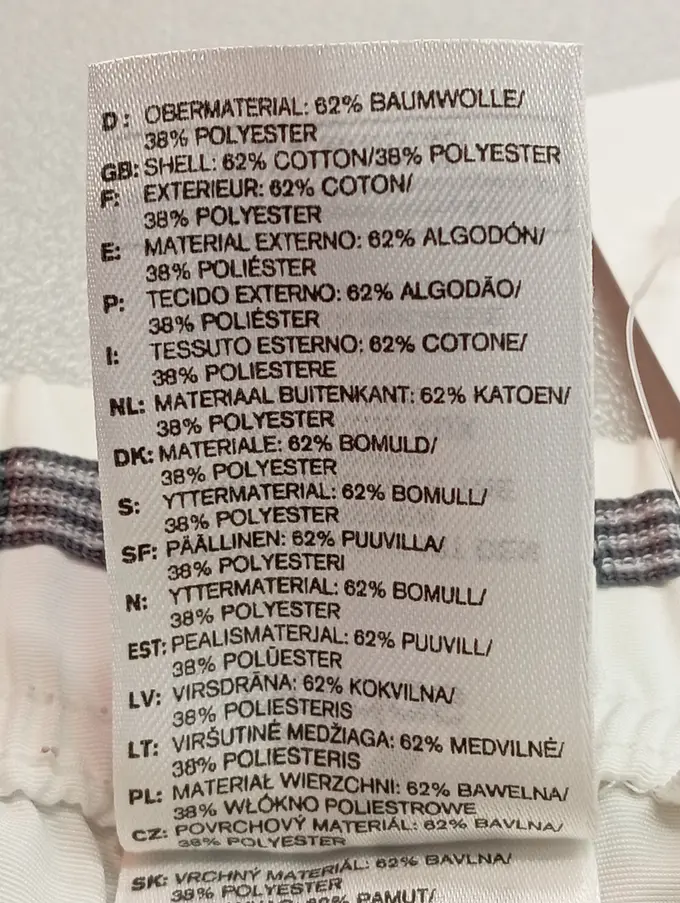 D: OBERMATERIAL: 62% BAUMWOLLE/
38% POLYESTER
GB: SHELL: 62% COTTON/38% POLYESTER
F: EXTERIEUR: 62% COTON/
38% POLYESTER
E: MATERIAL EXTERNO: 62% ALGODÓN/
38% POLIÉSTER
P: TECIDO EXTERNO: 62% ALGODÃO/
38% POLIÉSTER
I: TESSUTO ESTERNO: 62% COTONE/
38% POLIESTERE
NL: MATERIAAL BUITENKANT: 62% KATOEN/
38% POLYESTER
DK: MATERIALE: 62% BOMULD/
38% POLYESTER
S: YTTERMATERIAL: 62% BOMULL/
38% POLYESTER
SF: PÄÄLLINEN: 62% PUUVILLA/
38% POLYESTERI
N: YTTERMATERIAL: 62% BOMULL/
38% POLYESTER
EST: PEALISMATERJAL: 62% PUUVILL/
38% POLÜESTER
LV: VIRSDRĀNA: 62% KOKVILNA/
38% POLIESTERIS
LT: VIRŠUTINĖ MEDŽIAGA: 62% MEDVILNĖ/
38% POLIESTERIS
PL: MATERIAŁ WIERZCHNI: 62% BAWEŁNA/
38% WŁÓKNO POLIESTROWE
CZ: POVRCHOVÝ MATERIÁL: 62% BAVLNA/
38% POLYESTER
SK: VRCHNÝ MATERIÁL: 62% BAVLNA/
38% POLYESTER
PAMUT/